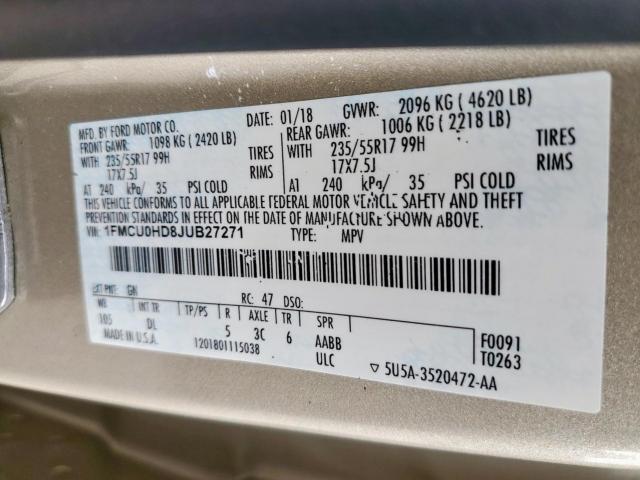 MFD. BY FORD MOTOR CO.
DATE: 01/18 GVWR: 2096 KG ( 4620 LB)
FRONT GAWR: 1098 KG ( 2420 LB)
REAR GAWR: 1006 KG ( 2218 LB)
WITH 235/55R17 99H TIRES
WITH 235/55R17 99H TIRES
17X7.5J RIMS
17X7.5J RIMS
AT 240 kPa/ 35 PSI COLD
AT 240 kPa/ 35 PSI COLD
THIS VEHICLE CONFORMS TO ALL APPLICABLE FEDERAL MOTOR VEHICLE SAFETY AND THEFT
PREVENTION STANDARDS IN EFFECT ON THE DATE OF MANUFACTURE SHOWN ABOVE.
VIN: 1FMCU0HD8JUB27271 TYPE: MPV
EXT PNT: GN RC: 47 DSO:
WB INT TR TP/PS R AXLE TR SPR
105 DL 5 3C 6 AABB
MADE IN U.S.A. 1201801115038 ULC
F0091
T0263
▽ 5U5A-3520472-AA